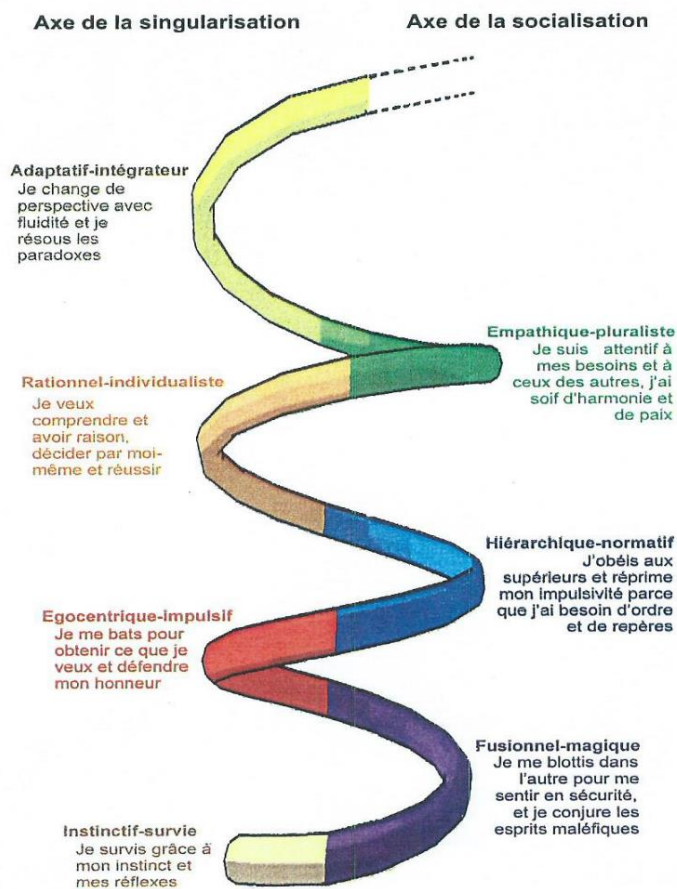 Axe de la singularisation
Axe de la socialisation
Adaptatif-intégrateur
Je change de
perspective avec
fluidité et je
résous les
paradoxes
Empathique-pluraliste
Je suis attentif à
mes besoins et à
ceux des autres, j'ai
soif d'harmonie et
de paix
Rationnel-individualiste
Je veux
comprendre et
avoir raison,
décider par moi-
même et réussir
Hiérarchique-normatif
J'obéis aux
supérieurs et réprime
mon impulsivité parce
que j'ai besoin d'ordre
et de repères
Egocentrique-impulsif
Je me bats pour
obtenir ce que je
veux et défendre
mon honneur
Fusionnel-magique
Je me blottis dans
l'autre pour me
sentir en sécurité,
et je conjure les
esprits maléfiques
Instinctif-survie
Je survis grâce à
mon instinct et
mes réflexes